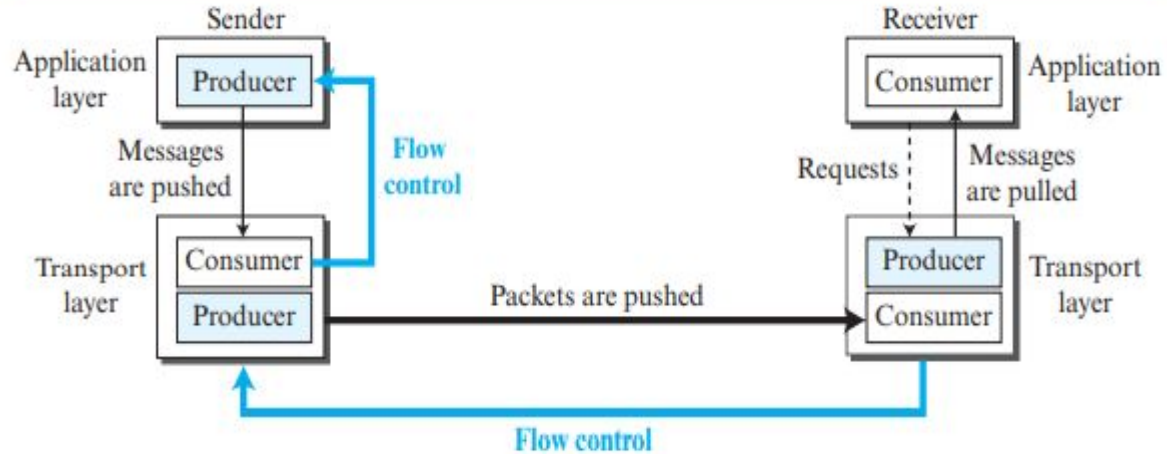 Sender
Receiver
Application
layer
Producer
Consumer
Application
layer
Messages
are pushed
Flow
control
Requests
Messages
are pulled
Transport
layer
Consumer
Producer
Packets are pushed
Producer
Consumer
Transport
layer
Flow control